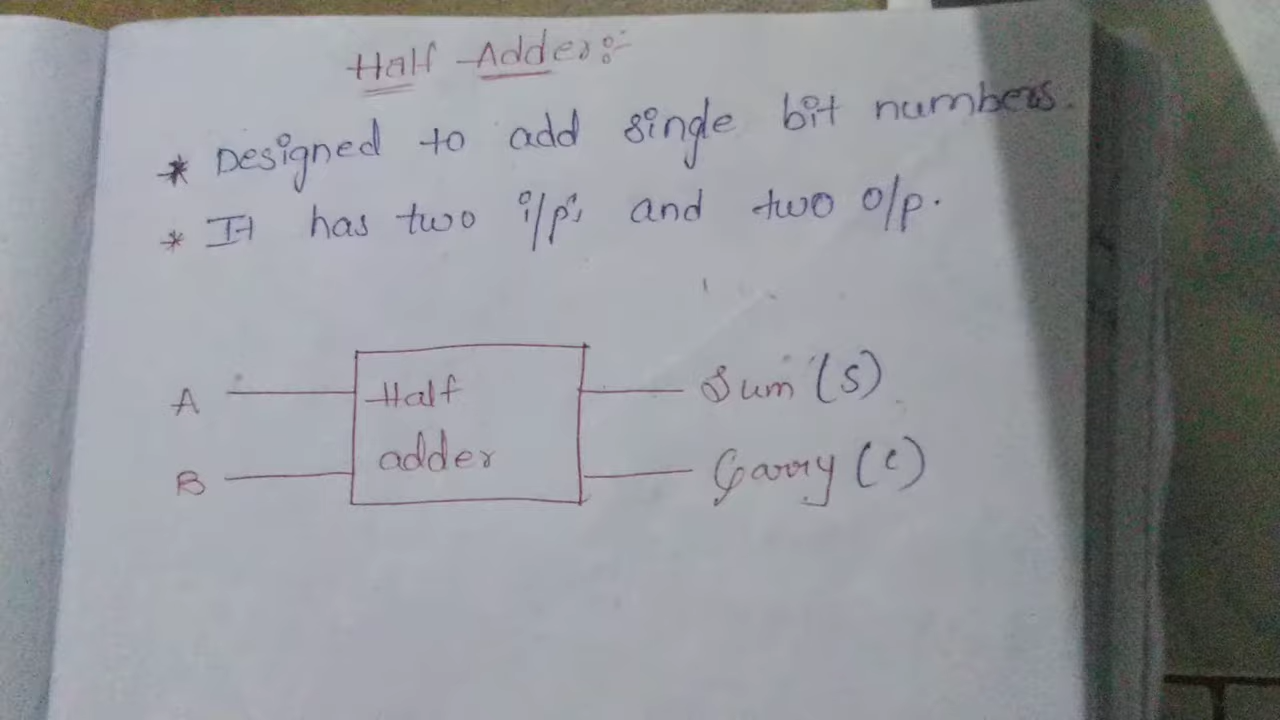 Half Adder:-
* Designed to add single bit numbers.
* It has two i/p's and two o/p.
A
Half
adder
Sum (S)
B
Carry (C)